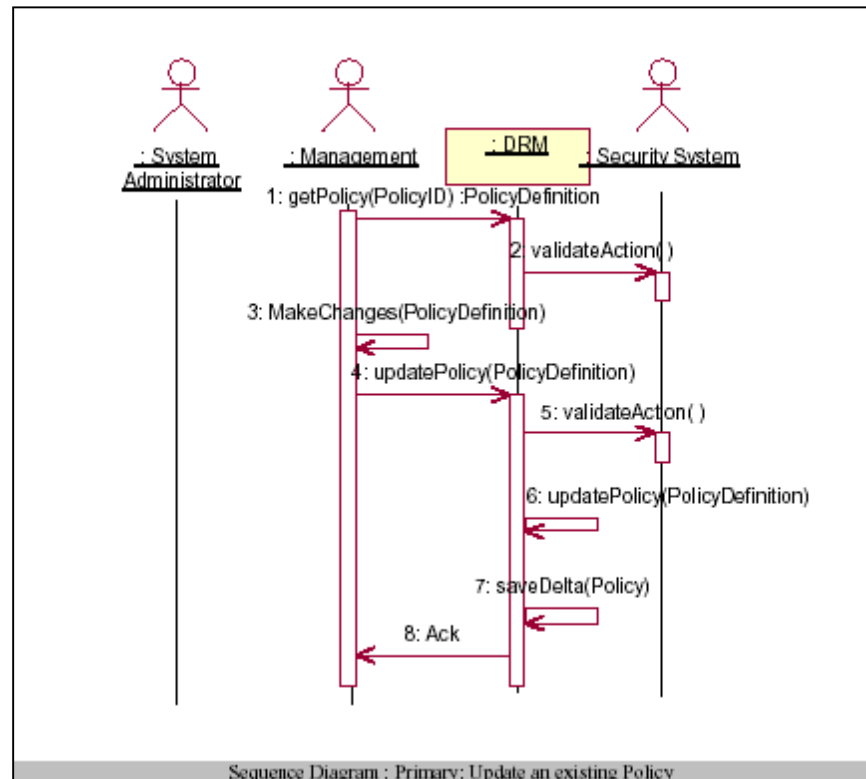 : System
Administrator
: Management
: DRM
: Security System
1: getPolicy(PolicyID) :PolicyDefinition
2: validateAction( )
3: MakeChanges(PolicyDefinition)
4: updatePolicy(PolicyDefinition)
5: validateAction( )
6: updatePolicy(PolicyDefinition)
7: saveDelta(Policy)
8: Ack
Sequence Diagram : Primary: Update an existing Policy